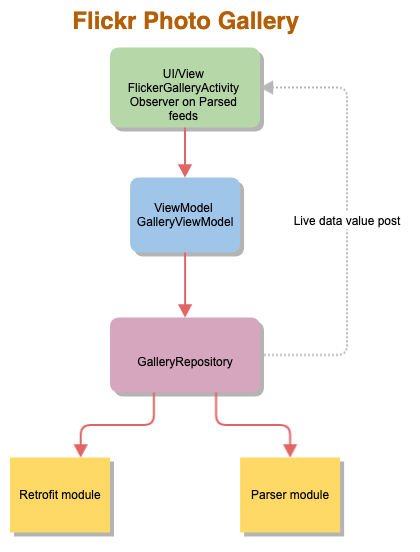 Flickr Photo Gallery
UI/View
FlickerGalleryActivity
Observer on Parsed
feeds
ViewModel
GalleryViewModel
Live data value post
GalleryRepository
Retrofit module
Parser module